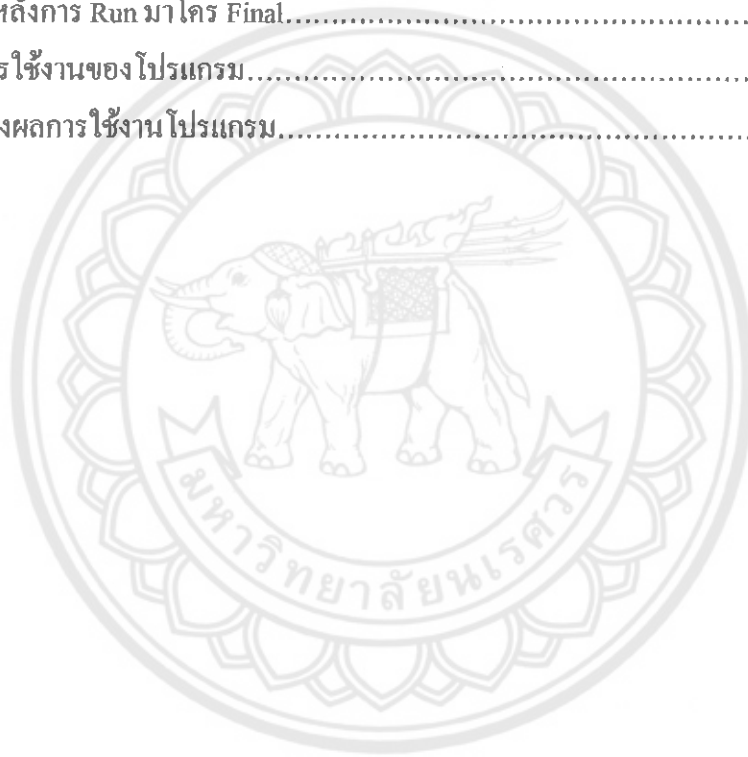 หลังการ Run มาโคร Final..........................................................
รใช้งานของโปรแกรม..........................................................
งผลการใช้งานโปรแกรม..........................................................
มหาวิทยาลัยนเรศวร